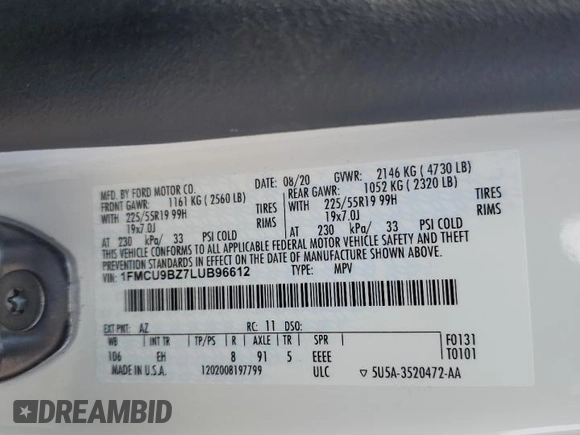 MFD. BY FORD MOTOR CO. DATE: 08/20 GVWR: 2146 KG ( 4730 LB)
FRONT GAWR: 1161 KG ( 2560 LB) REAR GAWR: 1052 KG ( 2320 LB)
225/55R19 99H TIRES 225/55R19 99H TIRES
19x7.0J RIMS 19x7.0J RIMS
AT 230 kPa/ 33 PSI COLD AT 230 kPa/ 33 PSI COLD
THIS VEHICLE CONFORMS TO ALL APPLICABLE FEDERAL MOTOR VEHICLE SAFETY AND THEFT
PREVENTION STANDARDS IN EFFECT ON THE DATE OF MANUFACTURE SHOWN ABOVE.
VIN: 1FMCU9BZ7LUB96612 TYPE: MPV
EXT PNT: AZ RC: 11 DSO:
WB TP/PS R AXLE TR SPR F0131
106 EH 8 91 5 EEEE T0101
MADE IN U.S.A. 1202008197799 ULC ▽ 5U5A-3520472-AA
DREAMBID